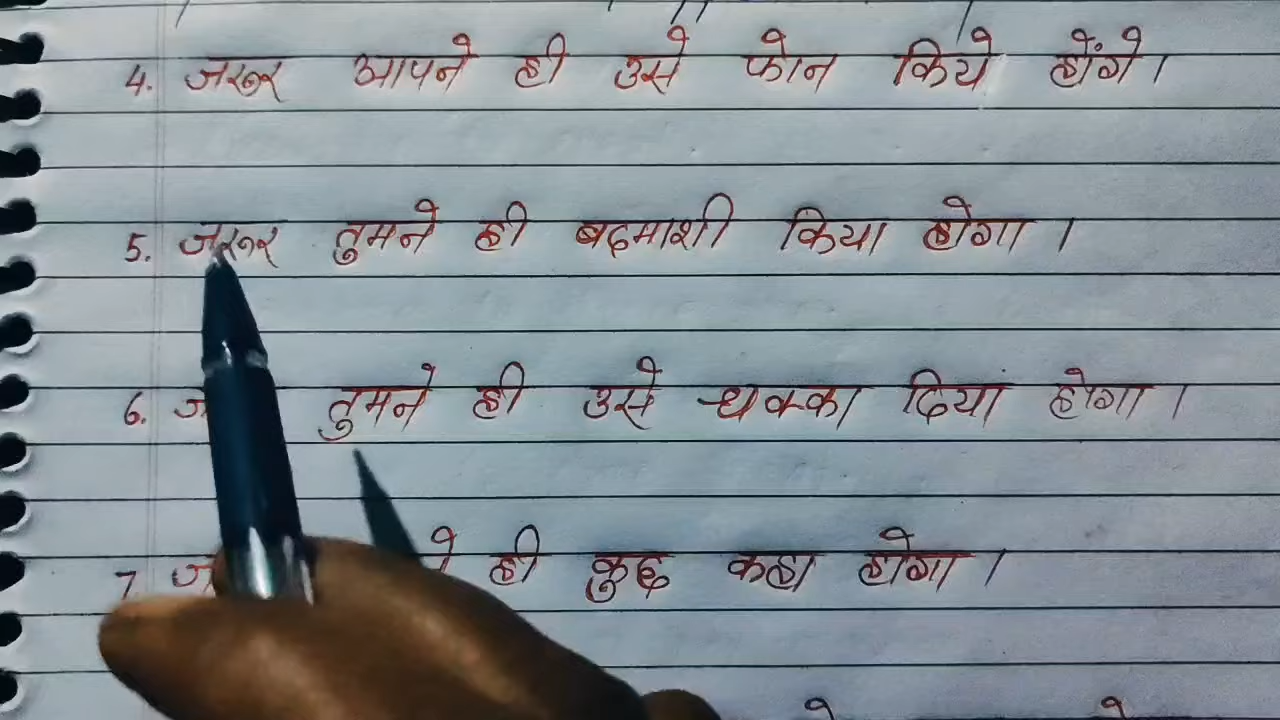 4. जरूर आपने ही उसे फोन किये होंगे।
5. जरूर तुमने ही बदमाशी किया होगा ।
6. तुमने ही उसे धक्का दिया होगा ।
7 ही कुछ कहा होगा ।